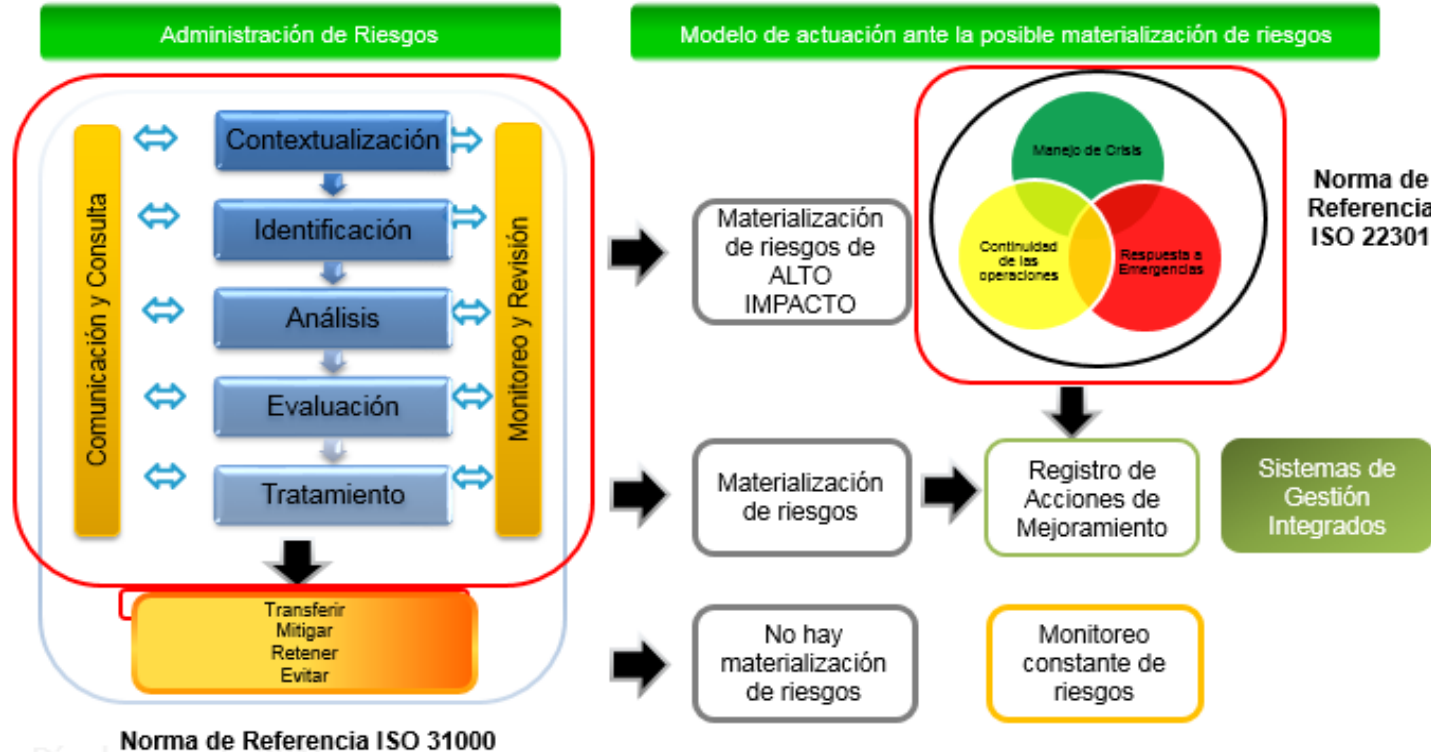 Administración de Riesgos
Modelo de actuación ante la posible materialización de riesgos
Comunicación y Consulta
Contextualización
Identificación
Análisis
Evaluación
Tratamiento
Monitoreo y Revisión
Transferir
Mitigar
Retener
Evitar
Norma de Referencia ISO 31000
Materialización
de riesgos de
ALTO
IMPACTO
Manejo de Crisis
Continuidad
de las
operaciones
Respuesta a
Emergencias
Norma de
Referencia
ISO 22301
Materialización
de riesgos
Registro de
Acciones de
Mejoramiento
Sistemas de
Gestión
Integrados
No hay
materialización
de riesgos
Monitoreo
constante de
riesgos